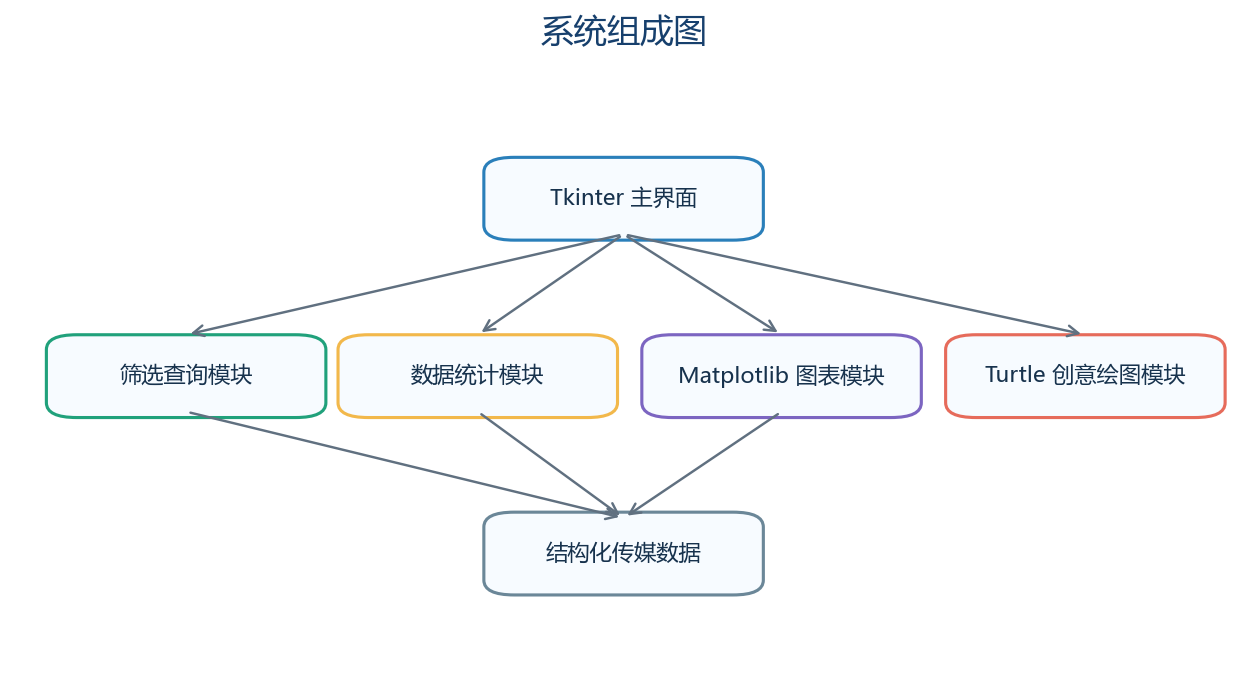 系统组成图
Tkinter 主界面
筛选查询模块
数据统计模块
Matplotlib 图表模块
Turtle 创意绘图模块
结构化传媒数据